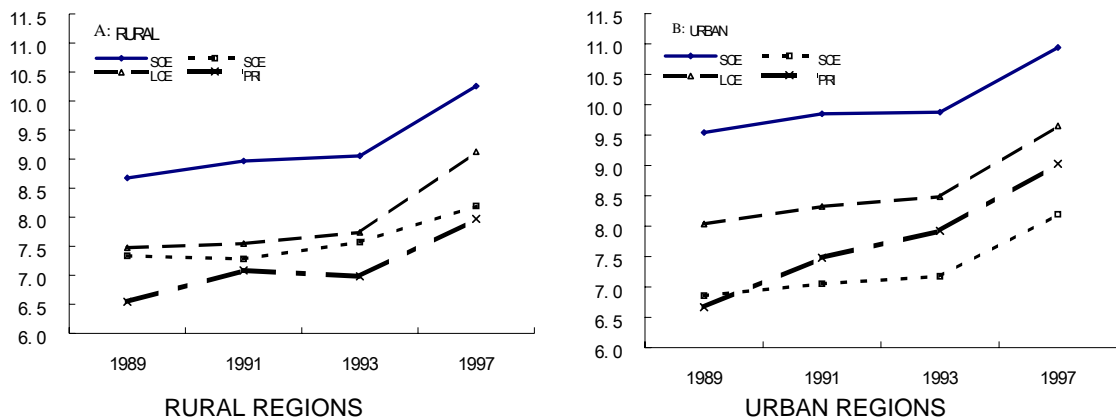 11.5
11.0
10.5
10.0
9.5
9.0
8.5
8.0
7.5
7.0
6.5
6.0
A: RURAL
SOE SCE
LCE PRI
1989 1991 1993 1997
RURAL REGIONS
11.5
11.0
10.5
10.0
9.5
9.0
8.5
8.0
7.5
7.0
6.5
6.0
B: URBAN
SOE SCE
LCE PRI
1989 1991 1993 1997
URBAN REGIONS